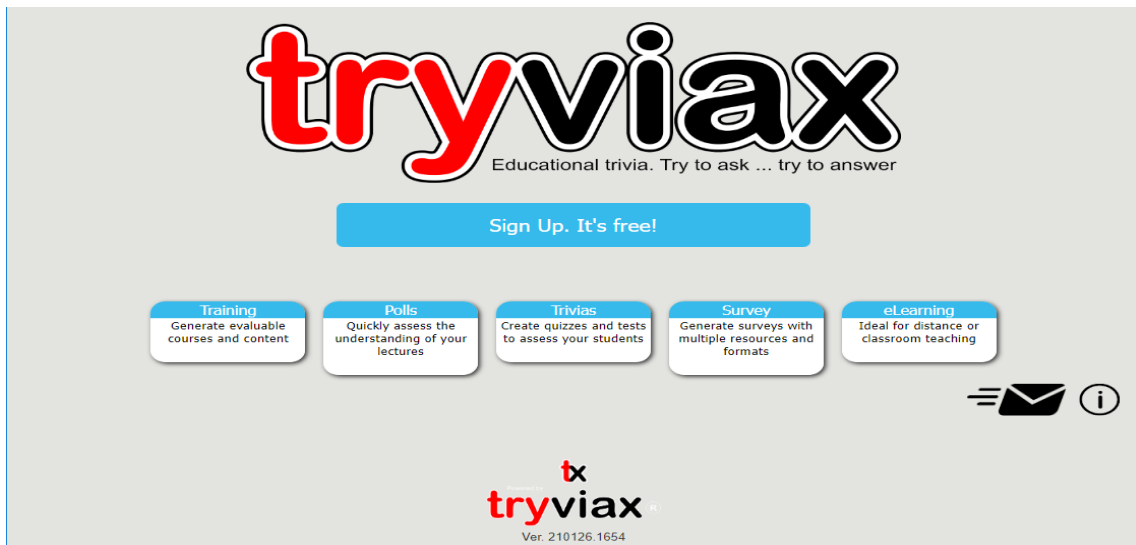 tryviax
Educational trivia. Try to ask ... try to answer
Sign Up. It's free!
Training
Generate evaluable
courses and content
Polls
Quickly assess the
understanding of your
lectures
Trivias
Create quizzes and tests
to assess your students
Survey
Generate surveys with
multiple resources and
formats
eLearning
Ideal for distance or
classroom teaching
i
tx
Powered by
tryviax ®
Ver. 210126.1654